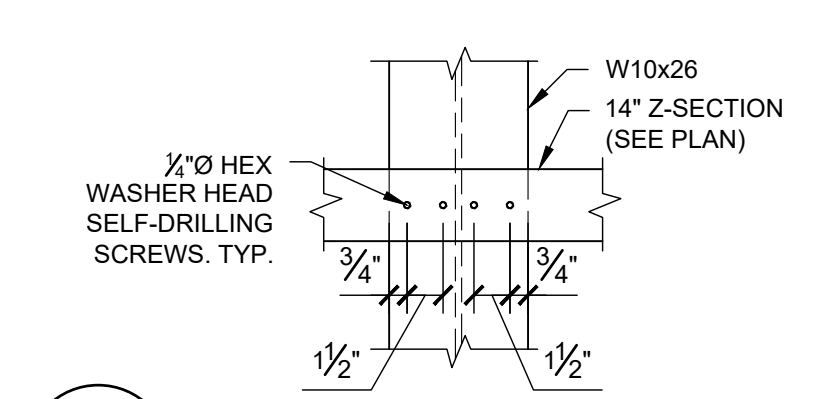 W10x26
14" Z-SECTION
(SEE PLAN)
¼"Ø HEX
WASHER HEAD
SELF-DRILLING
SCREWS. TYP.
3/4"
3/4"
1½"
1½"